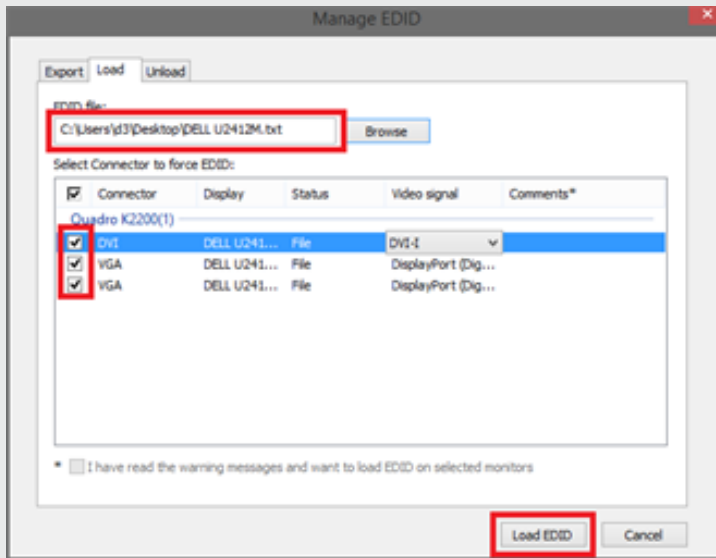 Manage EDID
Export Load Unload
EDID file:
C:\Users\d3\Desktop\DELL U2412M.txt Browse
Select Connector to force EDID:
Connector Display Status Video signal Comments*
Quadro K2200(1)
DVI DELL U241... File DVI-I
VGA DELL U241... File DisplayPort (Dig...
VGA DELL U241... File DisplayPort (Dig...
* I have read the warning messages and want to load EDID on selected monitors
Load EDID Cancel